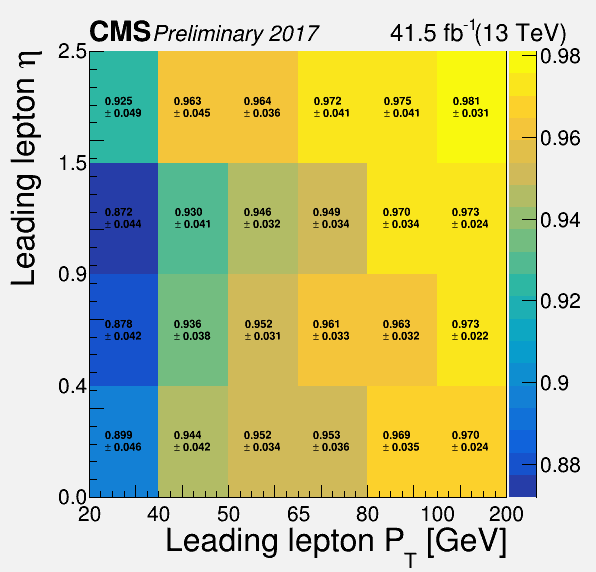 CMS Preliminary 2017 41.5 fb-1(13 TeV)
2.5
0.98
0.925 0.963 0.964 0.972 0.975 0.981
± 0.049 ± 0.045 ± 0.036 ± 0.041 ± 0.041 ± 0.031
0.96
1.5
0.872 0.930 0.946 0.949 0.970 0.973
± 0.044 ± 0.041 ± 0.032 ± 0.034 ± 0.034 ± 0.024
0.94
0.9
0.92
0.878 0.936 0.952 0.961 0.963 0.973
± 0.042 ± 0.038 ± 0.031 ± 0.033 ± 0.032 ± 0.022
0.9
0.4
0.899 0.944 0.952 0.953 0.969 0.970
± 0.046 ± 0.042 ± 0.034 ± 0.036 ± 0.035 ± 0.024
0.88
0.0
20 40 50 65 80 100 200
Leading lepton PT [GeV]
Leading lepton η